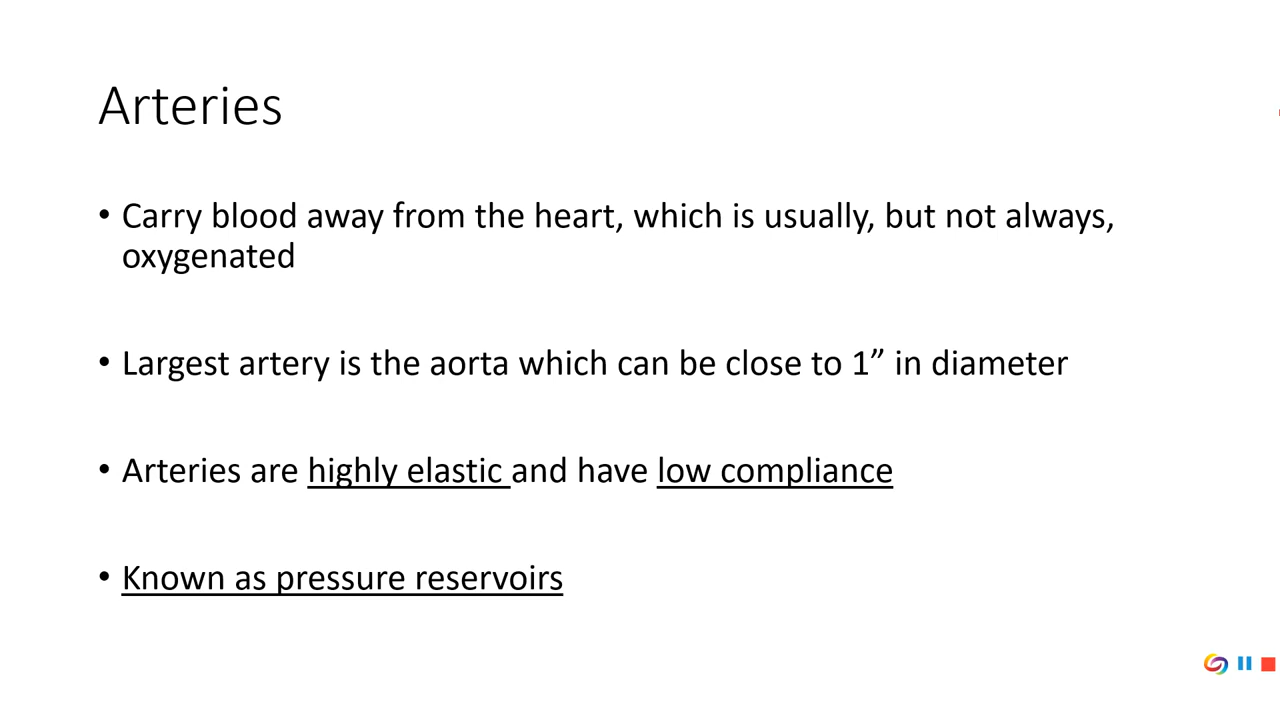 Arteries
• Carry blood away from the heart, which is usually, but not always,
oxygenated
• Largest artery is the aorta which can be close to 1” in diameter
• Arteries are highly elastic and have low compliance
• Known as pressure reservoirs